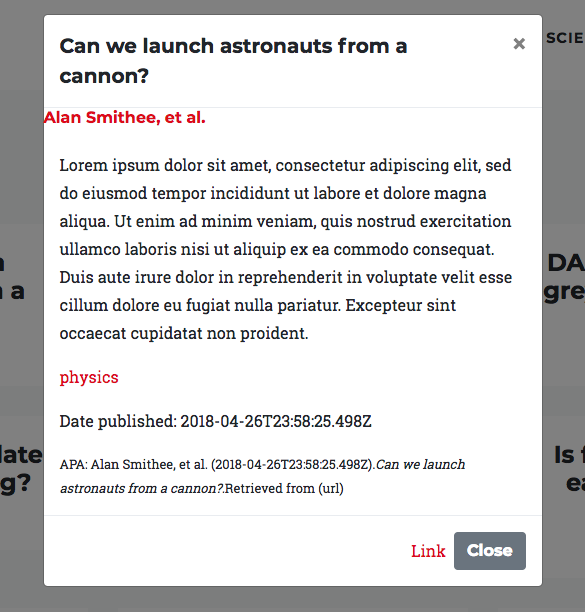 Can we launch astronauts from a
cannon?
×
SCIE
Alan Smithee, et al.
Lorem ipsum dolor sit amet, consectetur adipiscing elit, sed
do eiusmod tempor incididunt ut labore et dolore magna
aliqua. Ut enim ad minim veniam, quis nostrud exercitation
ullamco laboris nisi ut aliquip ex ea commodo consequat.
Duis aute irure dolor in reprehenderit in voluptate velit esse
cillum dolore eu fugiat nulla pariatur. Excepteur sint
occaecat cupidatat non proident.
physics
Date published: 2018-04-26T23:58:25.498Z
APA: Alan Smithee, et al. (2018-04-26T23:58:25.498Z).Can we launch
astronauts from a cannon?.Retrieved from (url)
Link
Close
a
DA
gre
late
g?
Is f
ea